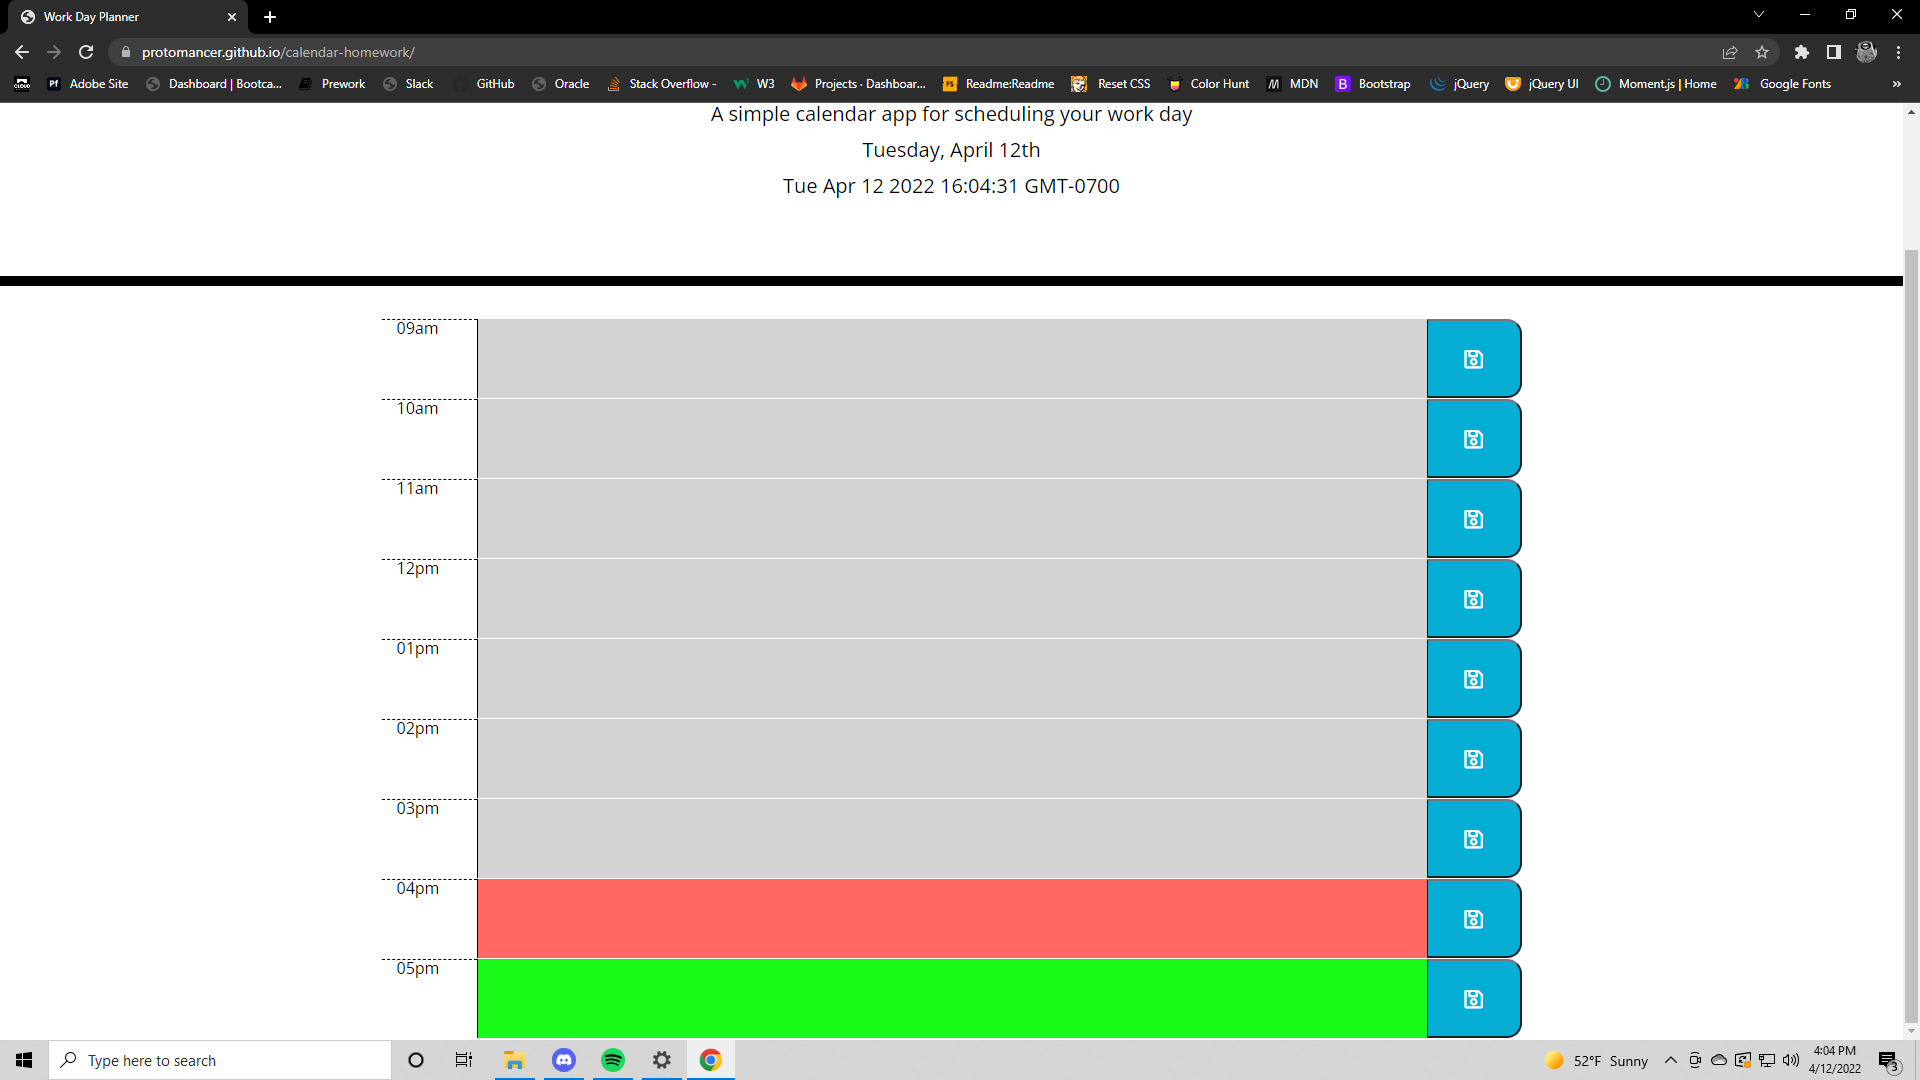 Work Day Planner
protomancer.github.io/calendar-homework/
CLOUD Pf Adobe Site Dashboard | Bootca... Prework Slack GitHub Oracle Stack Overflow - W3 Projects · Dashboar... FS Readme:Readme Reset CSS Color Hunt M MDN B Bootstrap jQuery jQuery UI Moment.js | Home Google Fonts »
A simple calendar app for scheduling your work day
Tuesday, April 12th
Tue Apr 12 2022 16:04:31 GMT-0700
09am
10am
11am
12pm
01pm
02pm
03pm
04pm
05pm
Type here to search
52°F Sunny
4:04 PM
4/12/2022
3